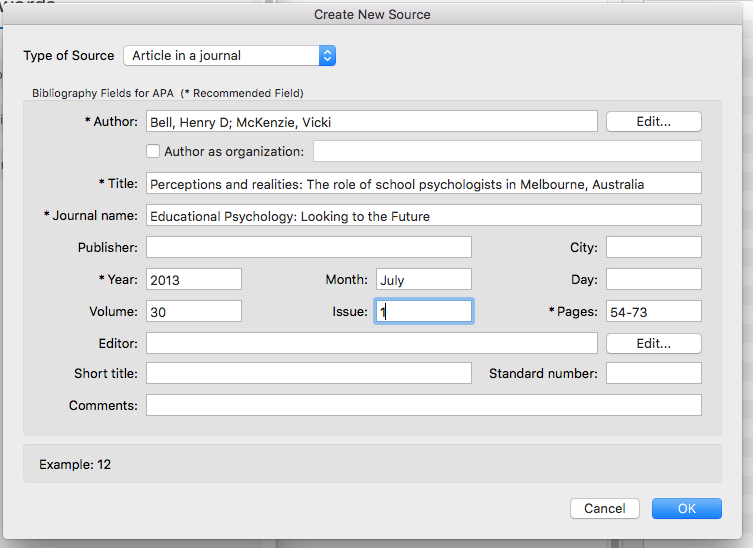 words
Create New Source
Type of Source Article in a journal
Bibliography Fields for APA (* Recommended Field)
* Author: Bell, Henry D; McKenzie, Vicki Edit...
Author as organization:
* Title: Perceptions and realities: The role of school psychologists in Melbourne, Australia
* Journal name: Educational Psychology: Looking to the Future
Publisher: City:
* Year: 2013 Month: July Day:
Volume: 30 Issue: 1 * Pages: 54-73
Editor: Edit...
Short title: Standard number:
Comments:
Example: 12
Cancel OK